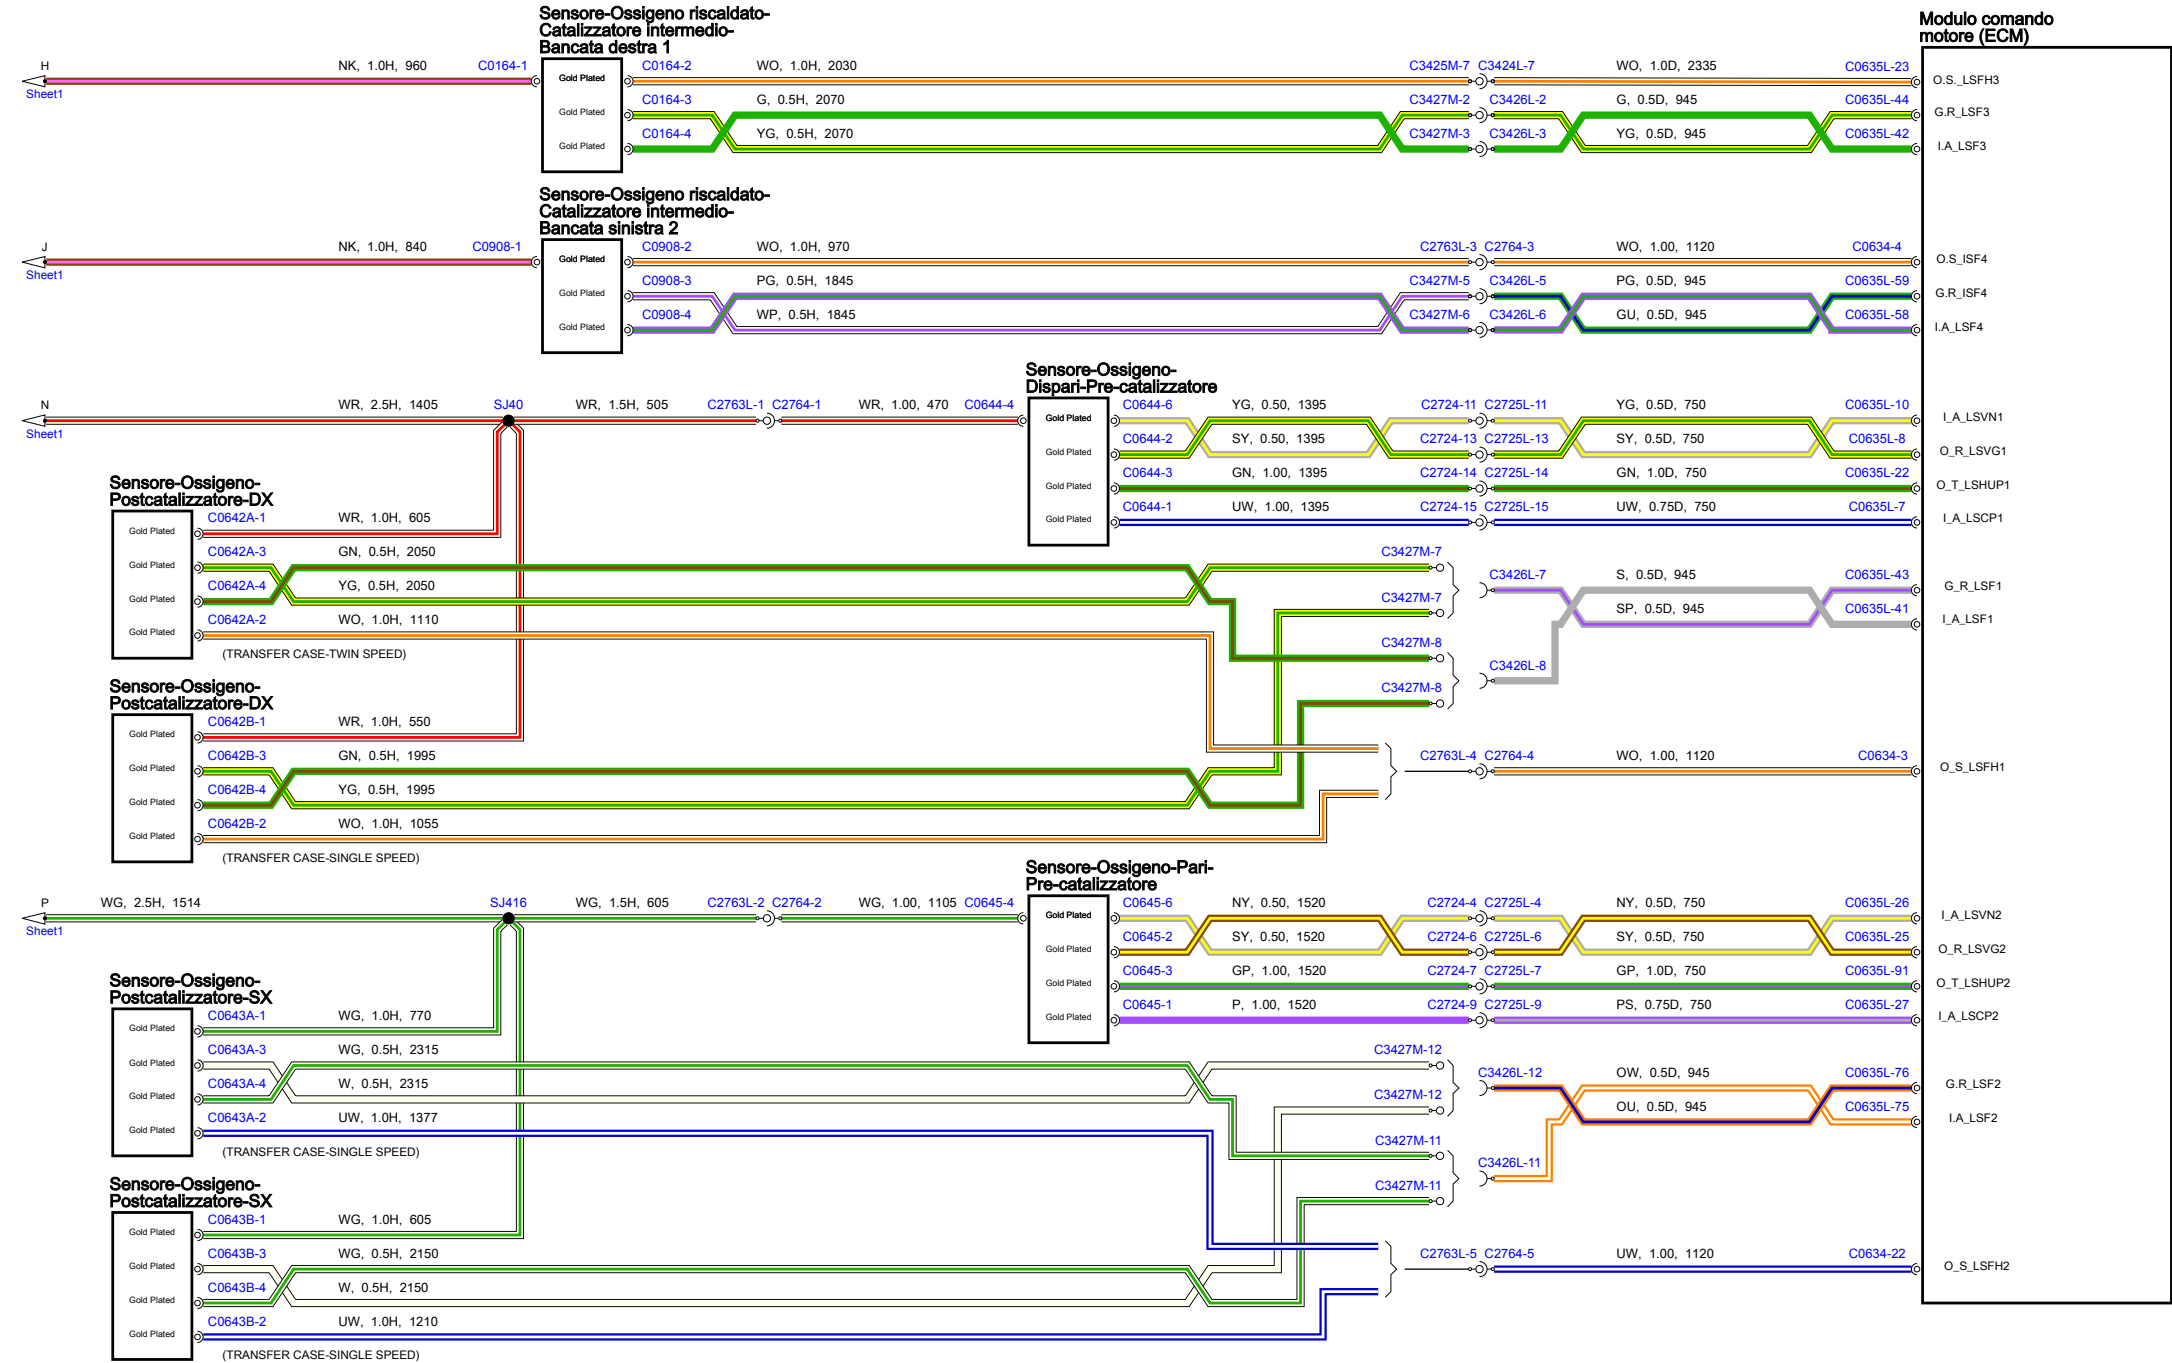 Sensore-Ossigeno riscaldato-
Catalizzatore intermedio-
Bancata destra 1
Modulo comando
motore (ECM)
H
NK, 1.0H, 960
C0164-1
Gold Plated
C0164-2
WO, 1.0H, 2030
C3425M-7 C3424L-7
WO, 1.0D, 2335
C0635L-23
O.S._LSFH3
Sheet1
C0164-3
G, 0.5H, 2070
C3427M-2 C3426L-2
G, 0.5D, 945
C0635L-44
Gold Plated
G.R_LSF3
C0164-4
YG, 0.5H, 2070
C3427M-3 C3426L-3
YG, 0.5D, 945
C0635L-42
Gold Plated
I.A_LSF3
Sensore-Ossigeno riscaldato-
Catalizzatore intermedio-
Bancata sinistra 2
J
NK, 1.0H, 840
C0908-1
Gold Plated
C0908-2
WO, 1.0H, 970
C2763L-3 C2764-3
WO, 1.00, 1120
C0634-4
O.S_ISF4
Sheet1
C0908-3
PG, 0.5H, 1845
C3427M-5 C3426L-5
PG, 0.5D, 945
C0635L-59
Gold Plated
G.R_ISF4
C0908-4
WP, 0.5H, 1845
C3427M-6 C3426L-6
GU, 0.5D, 945
C0635L-58
Gold Plated
I.A_LSF4
Sensore-Ossigeno-
Dispari-Pre-catalizzatore
N
WR, 2.5H, 1405
SJ40
WR, 1.5H, 505
C2763L-1 C2764-1
WR, 1.00, 470
C0644-4
Gold Plated
C0644-6
YG, 0.50, 1395
C2724-11 C2725L-11
YG, 0.5D, 750
C0635L-10
I_A_LSVN1
Sheet1
C0644-2
SY, 0.50, 1395
C2724-13 C2725L-13
SY, 0.5D, 750
C0635L-8
Gold Plated
O_R_LSVG1
C0644-3
GN, 1.00, 1395
C2724-14 C2725L-14
GN, 1.0D, 750
C0635L-22
Gold Plated
O_T_LSHUP1
C0644-1
UW, 1.00, 1395
C2724-15 C2725L-15
UW, 0.75D, 750
C0635L-7
Gold Plated
I_A_LSCP1
Sensore-Ossigeno-
Postcatalizzatore-DX
C0642A-1
WR, 1.0H, 605
Gold Plated
C0642A-3
GN, 0.5H, 2050
C3427M-7
Gold Plated
C0642A-4
YG, 0.5H, 2050
C3427M-7
Gold Plated
C3426L-7
S, 0.5D, 945
C0635L-43
G_R_LSF1
SP, 0.5D, 945
C0635L-41
I_A_LSF1
C0642A-2
WO, 1.0H, 1110
Gold Plated
C3427M-8
(TRANSFER CASE-TWIN SPEED)
C3426L-8
C3427M-8
Sensore-Ossigeno-
Postcatalizzatore-DX
C0642B-1
WR, 1.0H, 550
Gold Plated
C0642B-3
GN, 0.5H, 1995
Gold Plated
C2763L-4 C2764-4
WO, 1.00, 1120
C0634-3
O_S_LSFH1
C0642B-4
YG, 0.5H, 1995
Gold Plated
C0642B-2
WO, 1.0H, 1055
Gold Plated
(TRANSFER CASE-SINGLE SPEED)
Sensore-Ossigeno-Pari-
Pre-catalizzatore
P
WG, 2.5H, 1514
SJ416
WG, 1.5H, 605
C2763L-2 C2764-2
WG, 1.00, 1105
C0645-4
Gold Plated
C0645-6
NY, 0.50, 1520
C2724-4 C2725L-4
NY, 0.5D, 750
C0635L-26
I_A_LSVN2
Sheet1
C0645-2
SY, 0.50, 1520
C2724-6 C2725L-6
SY, 0.5D, 750
C0635L-25
Gold Plated
O_R_LSVG2
C0645-3
GP, 1.00, 1520
C2724-7 C2725L-7
GP, 1.0D, 750
C0635L-91
Gold Plated
O_T_LSHUP2
C0645-1
P, 1.00, 1520
C2724-9 C2725L-9
PS, 0.75D, 750
C0635L-27
Gold Plated
I_A_LSCP2
Sensore-Ossigeno-
Postcatalizzatore-SX
C0643A-1
WG, 1.0H, 770
Gold Plated
C0643A-3
WG, 0.5H, 2315
C3427M-12
Gold Plated
C3426L-12
OW, 0.5D, 945
C0635L-76
G.R_LSF2
C0643A-4
W, 0.5H, 2315
C3427M-12
Gold Plated
OU, 0.5D, 945
C0635L-75
I.A_LSF2
C0643A-2
UW, 1.0H, 1377
Gold Plated
C3427M-11
(TRANSFER CASE-SINGLE SPEED)
C3426L-11
C3427M-11
Sensore-Ossigeno-
Postcatalizzatore-SX
C0643B-1
WG, 1.0H, 605
Gold Plated
C0643B-3
WG, 0.5H, 2150
Gold Plated
C2763L-5 C2764-5
UW, 1.00, 1120
C0634-22
O_S_LSFH2
C0643B-4
W, 0.5H, 2150
Gold Plated
C0643B-2
UW, 1.0H, 1210
Gold Plated
(TRANSFER CASE-SINGLE SPEED)